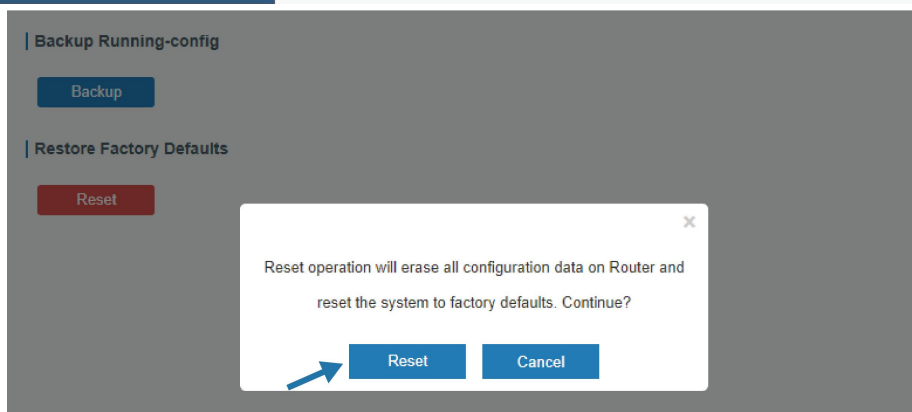 Backup Running-config
Backup
Restore Factory Defaults
Reset
Reset operation will erase all configuration data on Router and
reset the system to factory defaults. Continue?
Reset Cancel